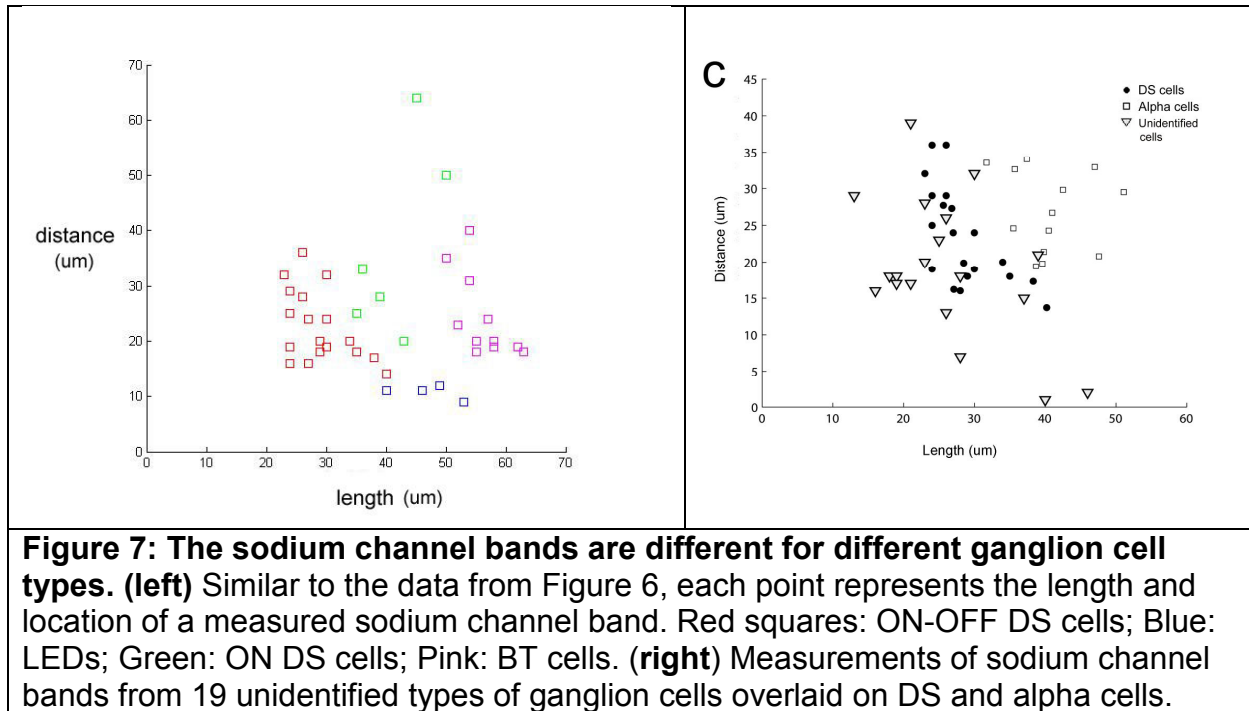 70
60
50
40
30
20
10
0
distance
(um)
0 10 20 30 40 50 60 70
length (um)
C
45
40
35
30
25
20
15
10
5
0
Distance (um)
0 10 20 30 40 50 60
Length (um)
DS cells
Alpha cells
Unidentified
cells
Figure 7: The sodium channel bands are different for different ganglion cell
types. (left) Similar to the data from Figure 6, each point represents the length and
location of a measured sodium channel band. Red squares: ON-OFF DS cells; Blue:
LEDs; Green: ON DS cells; Pink: BT cells. (right) Measurements of sodium channel
bands from 19 unidentified types of ganglion cells overlaid on DS and alpha cells.